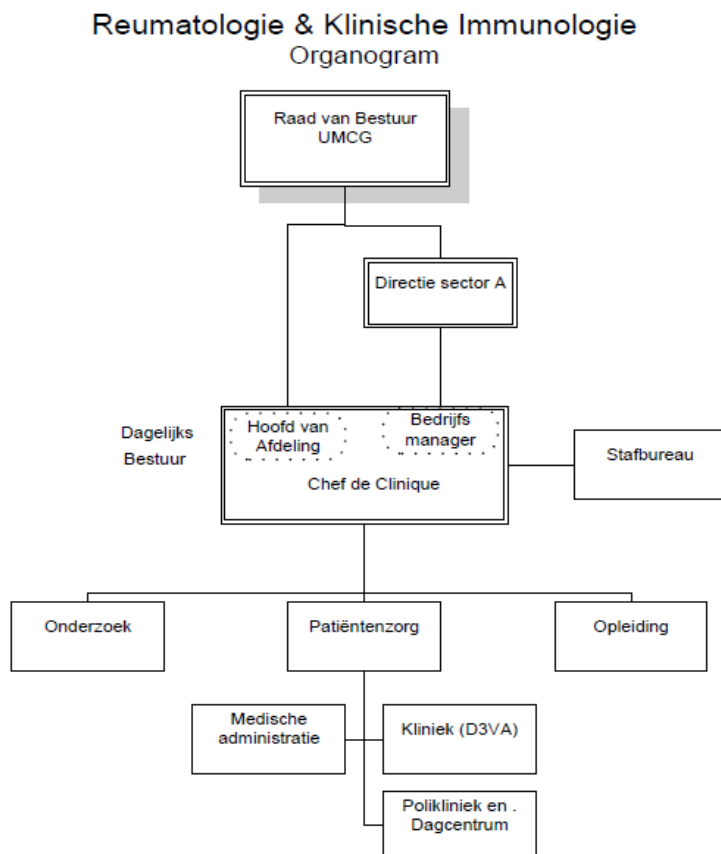 Reumatologie & Klinische Immunologie
Organogram
Raad van Bestuur
UMCG
Directie sector A
Dagelijks
Bestuur
Hoofd van
Afdeling
Bedrijfs
manager
Chef de Clinique
Stafbureau
Onderzoek
Patiëntenzorg
Opleiding
Medische
administratie
Kliniek (D3VA)
Polikliniek en .
Dagcentrum